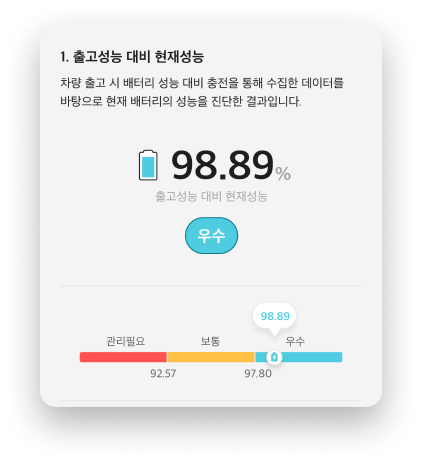 1. 출고성능 대비 현재성능
차량 출고 시 배터리 성능 대비 충전을 통해 수집한 데이터를
바탕으로 현재 배터리의 성능을 진단한 결과입니다.
98.89%
출고성능 대비 현재성능
우수
98.89
관리필요 보통 우수
92.57 97.80